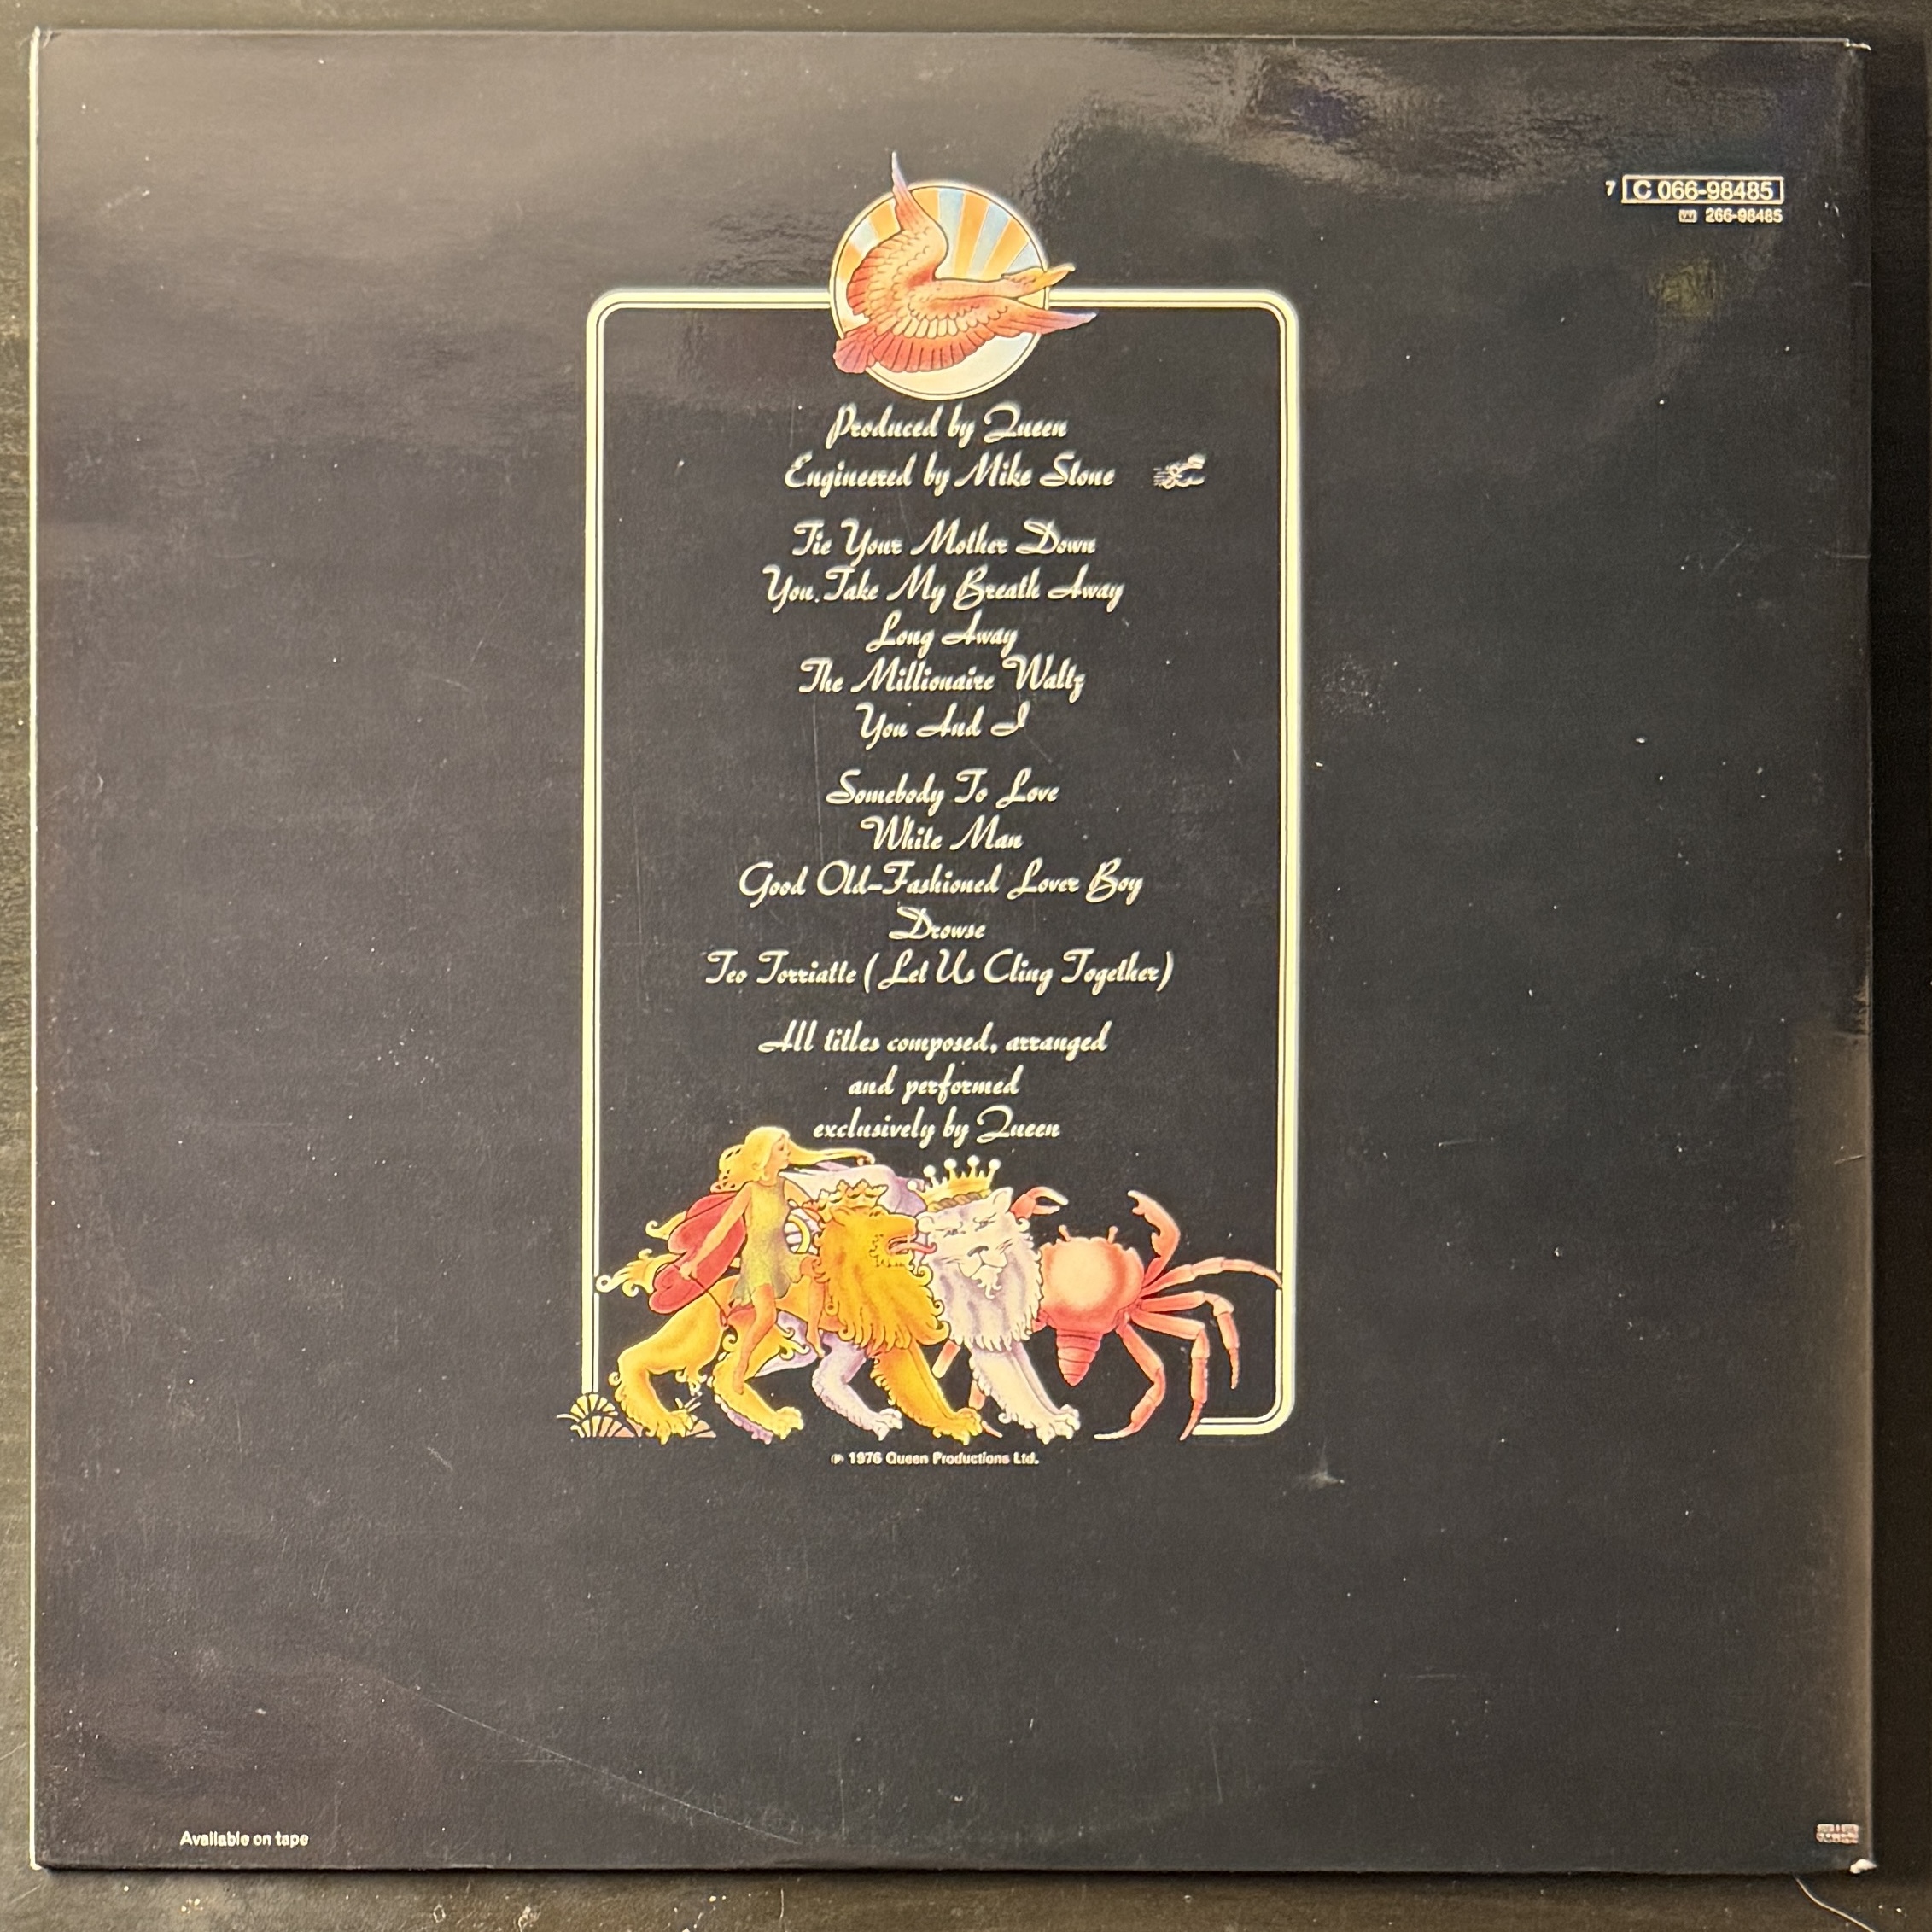 7 C 066-98485
266-98485
Produced by Queen
Engineered by Mike Stone
Tie Your Mother Down
You Take My Breath Away
Long Away
The Millionaire Waltz
You And I
Somebody To Love
White Man
Good Old-Fashioned Lover Boy
Drowse
Teo Torriatte (Let Us Cling Together)
All titles composed, arranged
and performed
exclusively by Queen
℗ 1976 Queen Productions Ltd.
Available on tape